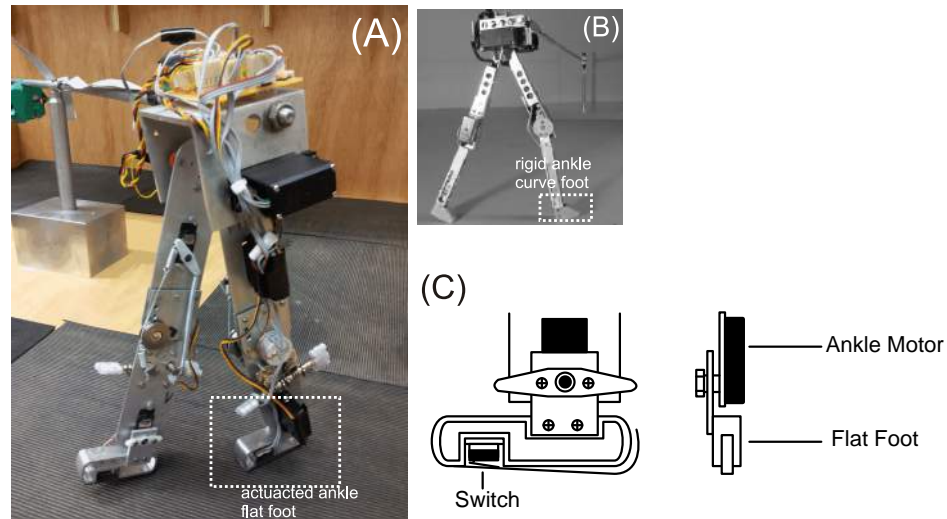 (A)
actuacted ankle
flat foot
(B)
rigid ankle
curve foot
(C)
Ankle Motor
Flat Foot
Switch